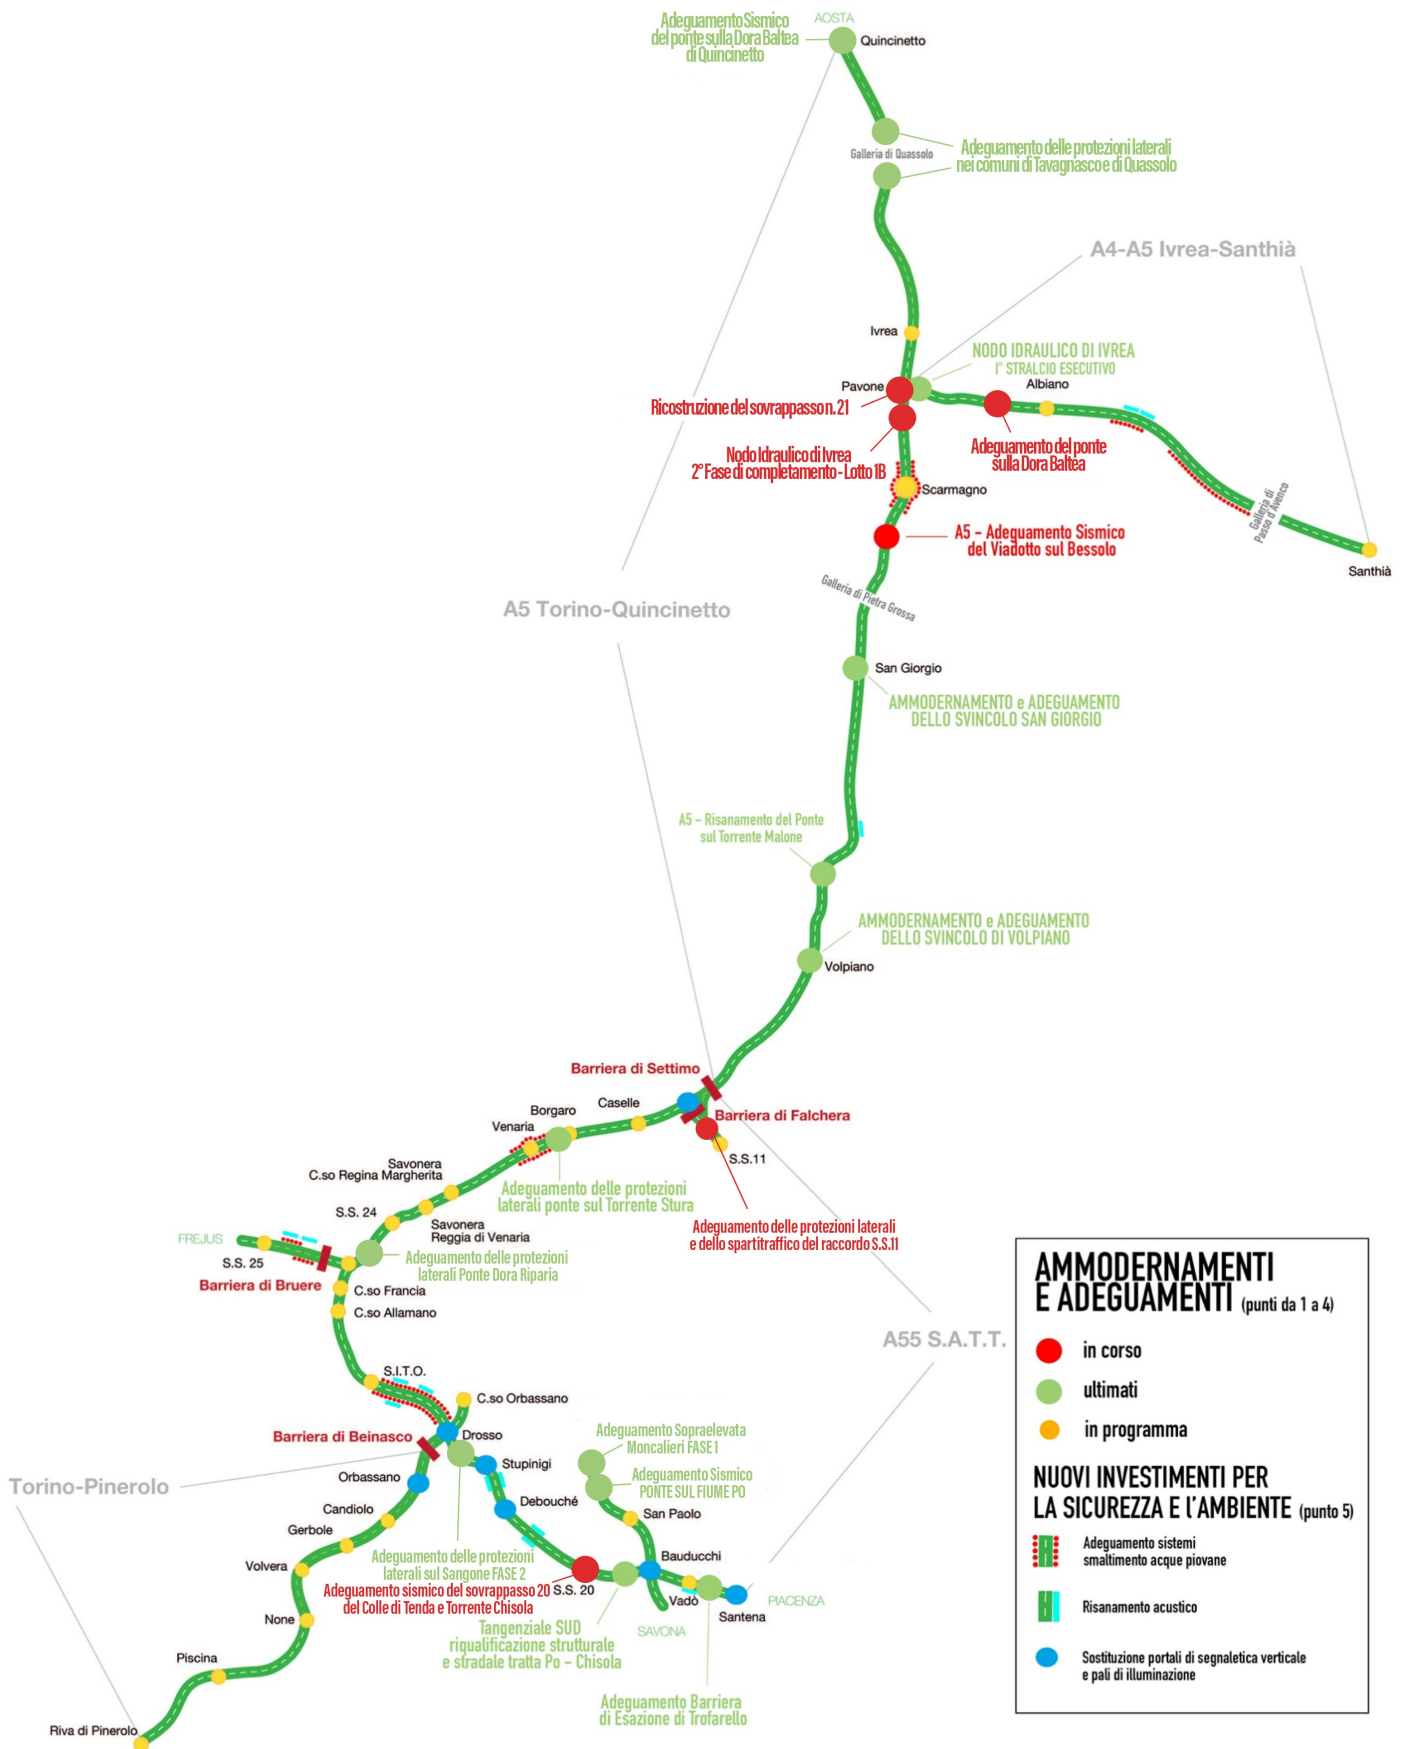 AOSTA
Adeguamento Sismico
del ponte sulla Dora Baltea
di Quincinetto
Quincinetto
Adeguamento delle protezioni laterali
nei comuni di Tavagnasco e di Quassolo
Galleria di Quassolo
A4-A5 Ivrea-Santhià
Ivrea
NODO IDRAULICO DI IVREA
I° STRALCIO ESECUTIVO
Pavone
Albiano
Ricostruzione del sovrappasso n. 21
Nodo Idraulico di Ivrea
2° Fase di completamento - Lotto 1B
Adeguamento del ponte
sulla Dora Baltea
Scarmagno
Galleria di
Passo d'Avenco
A5 - Adeguamento Sismico
del Viadotto sul Bessolo
Santhià
Galleria di Pietra Grossa
A5 Torino-Quincinetto
San Giorgio
AMMODERNAMENTO e ADEGUAMENTO
DELLO SVINCOLO SAN GIORGIO
A5 - Risanamento del Ponte
sul Torrente Malone
AMMODERNAMENTO e ADEGUAMENTO
DELLO SVINCOLO DI VOLPIANO
Volpiano
Barriera di Settimo
Caselle
Borgaro
Venaria
Barriera di Falchera
S.S.11
Savonera
C.so Regina Margherita
Adeguamento delle protezioni
laterali ponte sul Torrente Stura
S.S. 24
Savonera
Reggia di Venaria
Adeguamento delle protezioni laterali
e dello spartitraffico del raccordo S.S.11
FREJUS
S.S. 25
Barriera di Bruere
Adeguamento delle protezioni
laterali Ponte Dora Riparia
C.so Francia
C.so Allamano
A55 S.A.T.T.
S.I.T.O.
C.so Orbassano
Barriera di Beinasco
Drosso
Torino-Pinerolo
Orbassano
Stupinigi
Adeguamento Sopraelevata
Moncalieri FASE 1
Adeguamento Sismico
PONTE SUL FIUME PO
Debouché
Candiolo
San Paolo
Gerbole
Volvera
Adeguamento delle protezioni
laterali sul Sangone FASE 2
Bauducchi
Adeguamento sismico del sovrappasso 20
del Colle di Tenda e Torrente Chisola
S.S. 20
Vadò
Santena
PIACENZA
None
SAVONA
Tangenziale SUD
riqualificazione strutturale
e stradale tratta Po - Chisola
Piscina
Adeguamento Barriera
di Esazione di Trofarello
Riva di Pinerolo
AMMODERNAMENTI
E ADEGUAMENTI (punti da 1 a 4)
in corso
ultimati
in programma
NUOVI INVESTIMENTI PER
LA SICUREZZA E l'AMBIENTE (punto 5)
Adeguamento sistemi
smaltimento acque piovane
Risanamento acustico
Sostituzione portali di segnaletica verticale
e pali di illuminazione